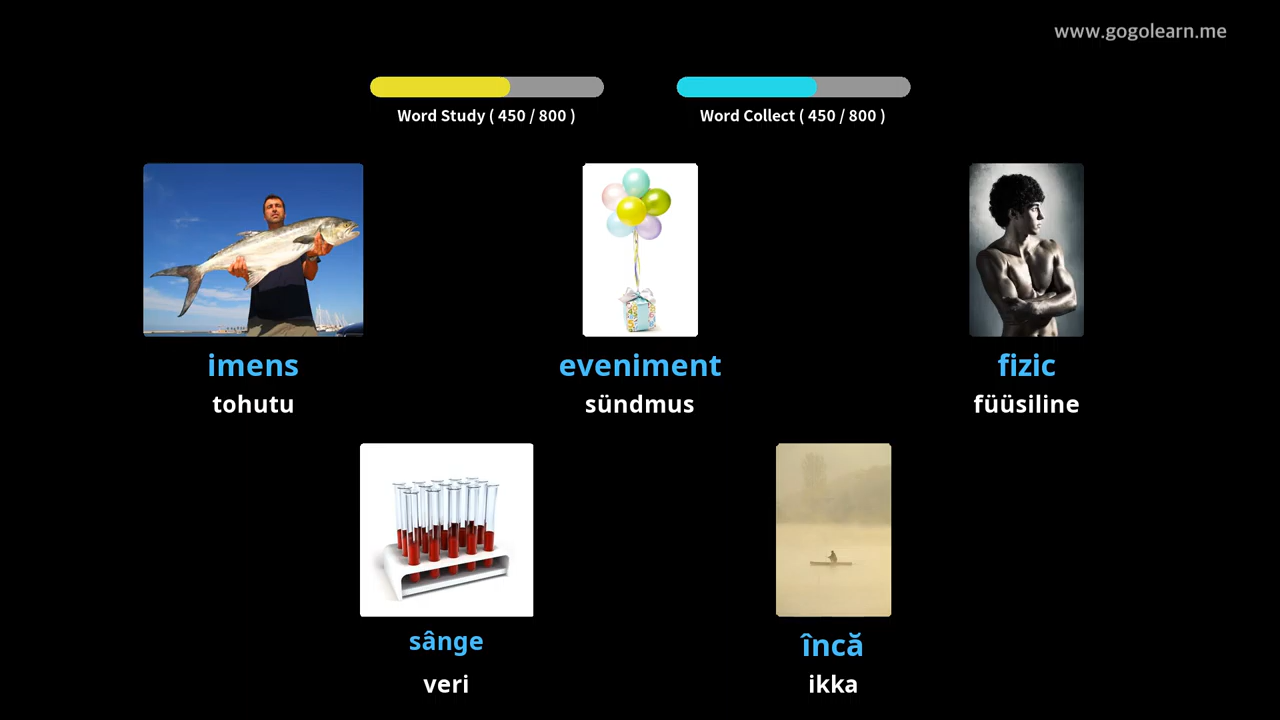 www.gogolearn.me
Word Study ( 450 / 800 )
Word Collect ( 450 / 800 )
imens
tohutu
eveniment
sündmus
fizic
füüsiline
sânge
veri
încă
ikka